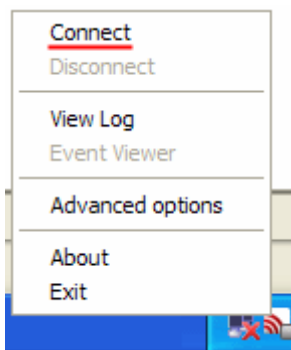 Connect
Disconnect
View Log
Event Viewer
Advanced options
About
Exit